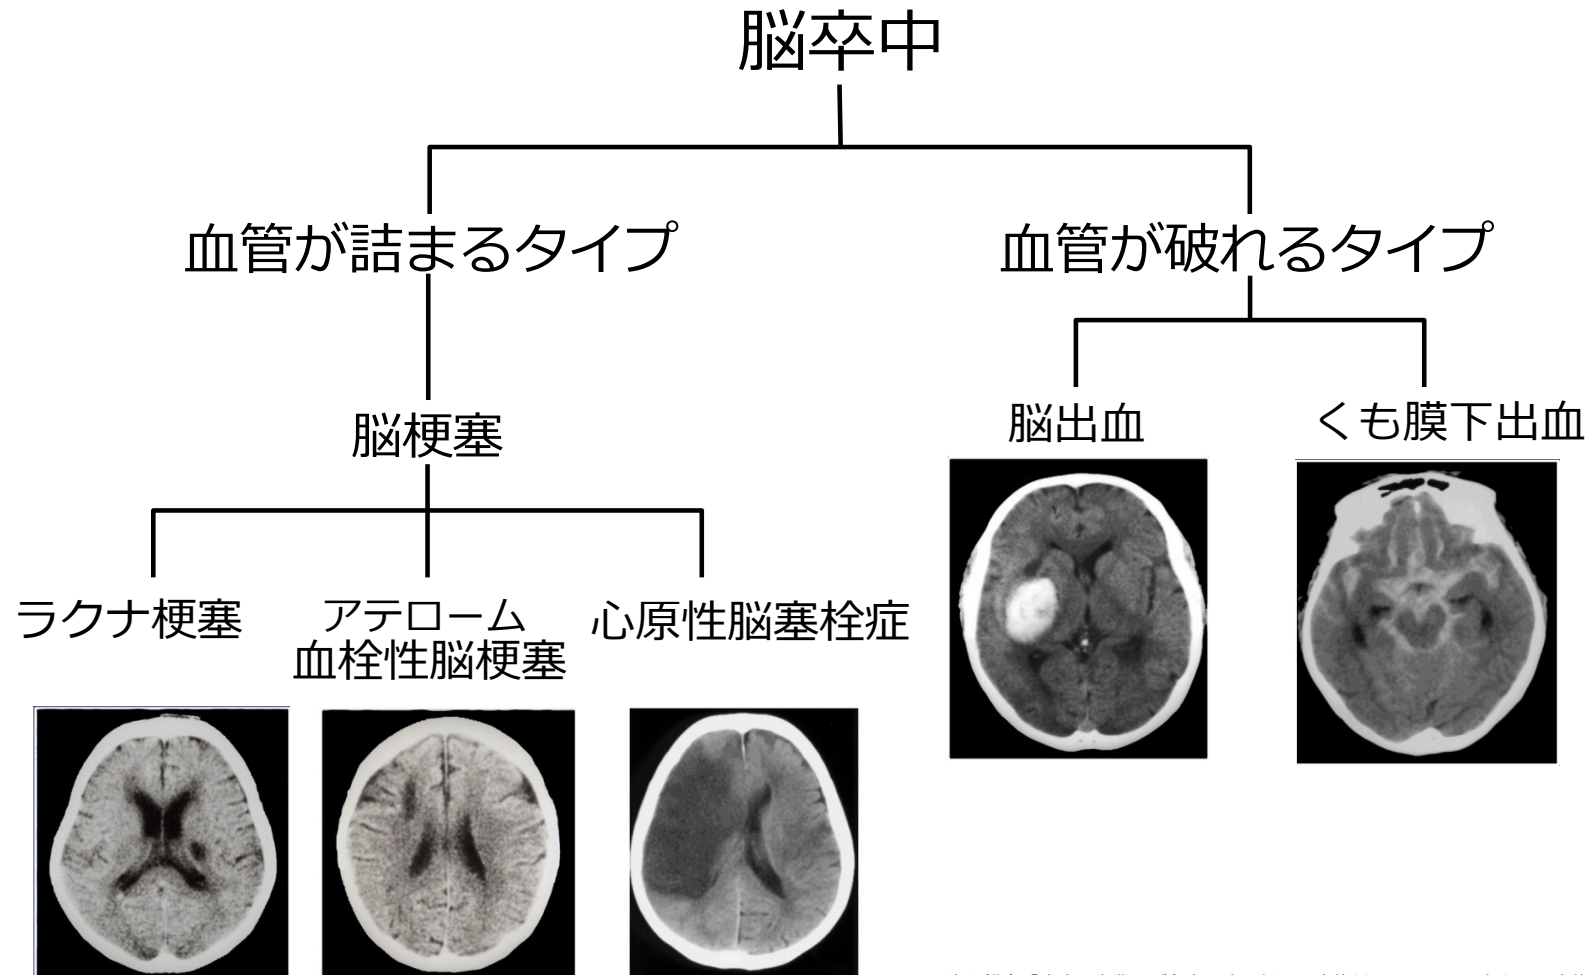 脳卒中
血管が詰まるタイプ
血管が破れるタイプ
脳梗塞
脳出血
くも膜下出血
ラクナ梗塞
アテローム
血栓性脳梗塞
心原性脳塞栓症